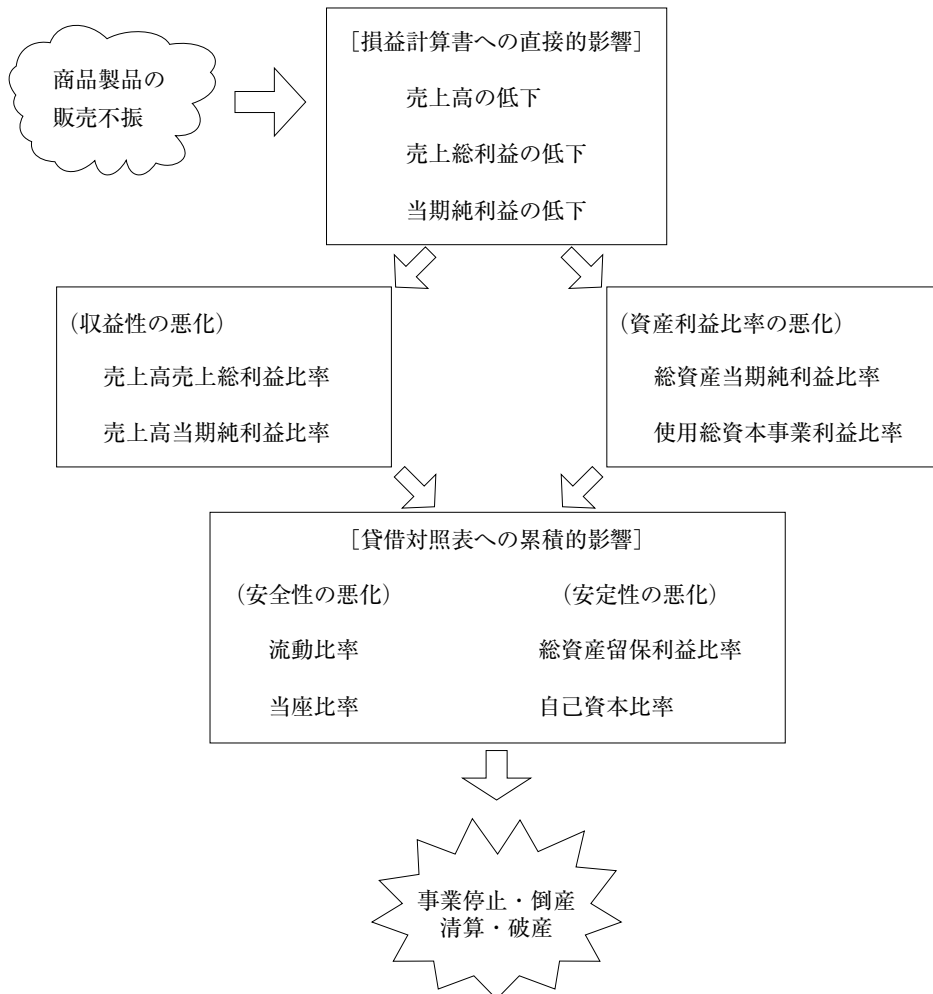 商品製品の
販売不振
［損益計算書への直接的影響］
売上高の低下
売上総利益の低下
当期純利益の低下
（収益性の悪化）
売上高売上総利益比率
売上高当期純利益比率
（資産利益比率の悪化）
総資産当期純利益比率
使用総資本事業利益比率
［貸借対照表への累積的影響］
（安全性の悪化）
流動比率
当座比率
（安定性の悪化）
総資産留保利益比率
自己資本比率
事業停止・倒産
清算・破産